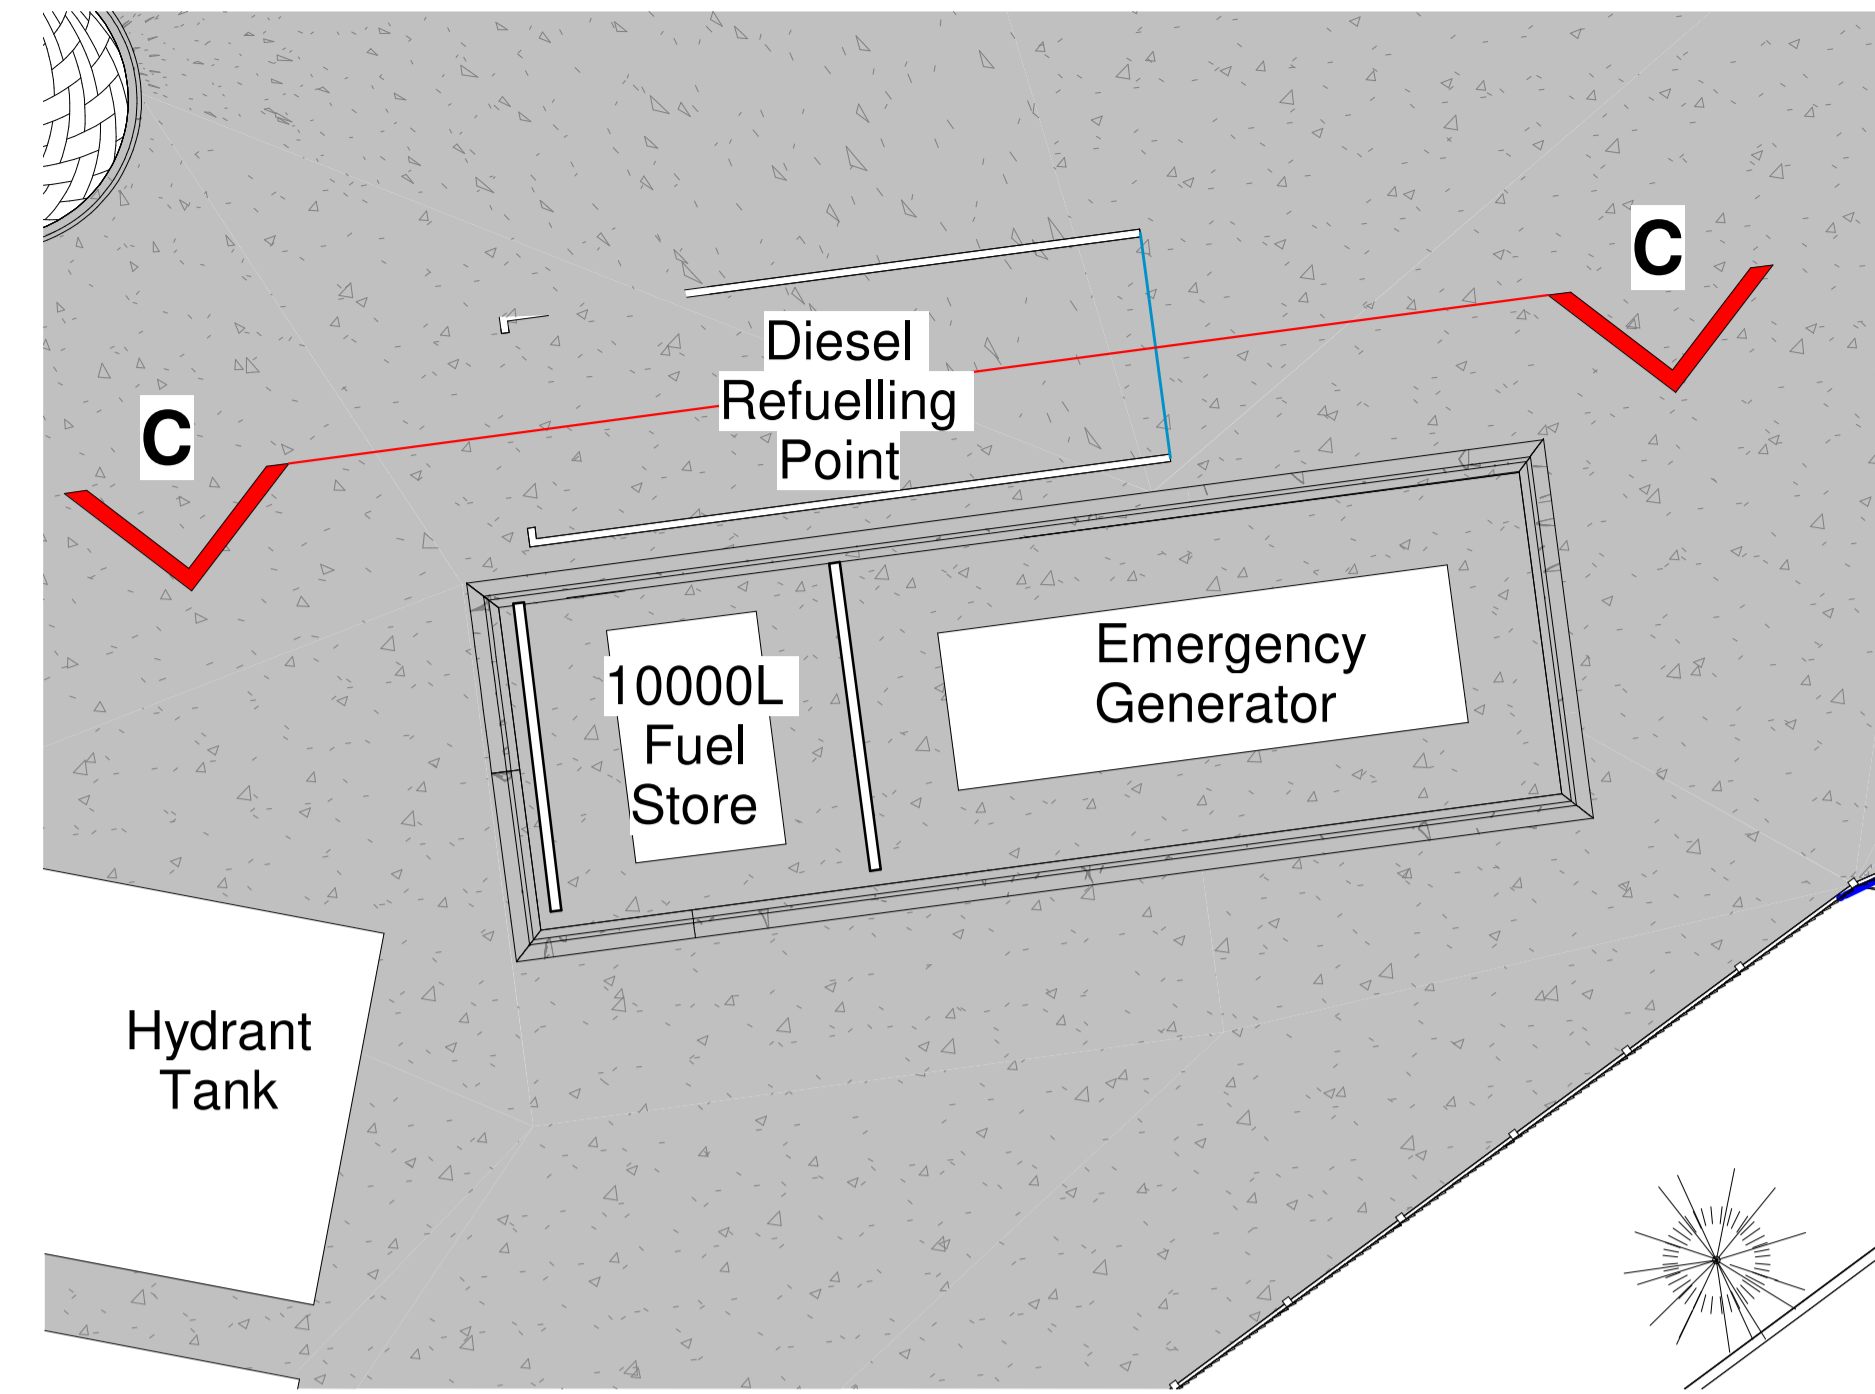 C
C
Diesel
Refuelling
Point
10000L
Fuel
Store
Emergency
Generator
Hydrant
Tank